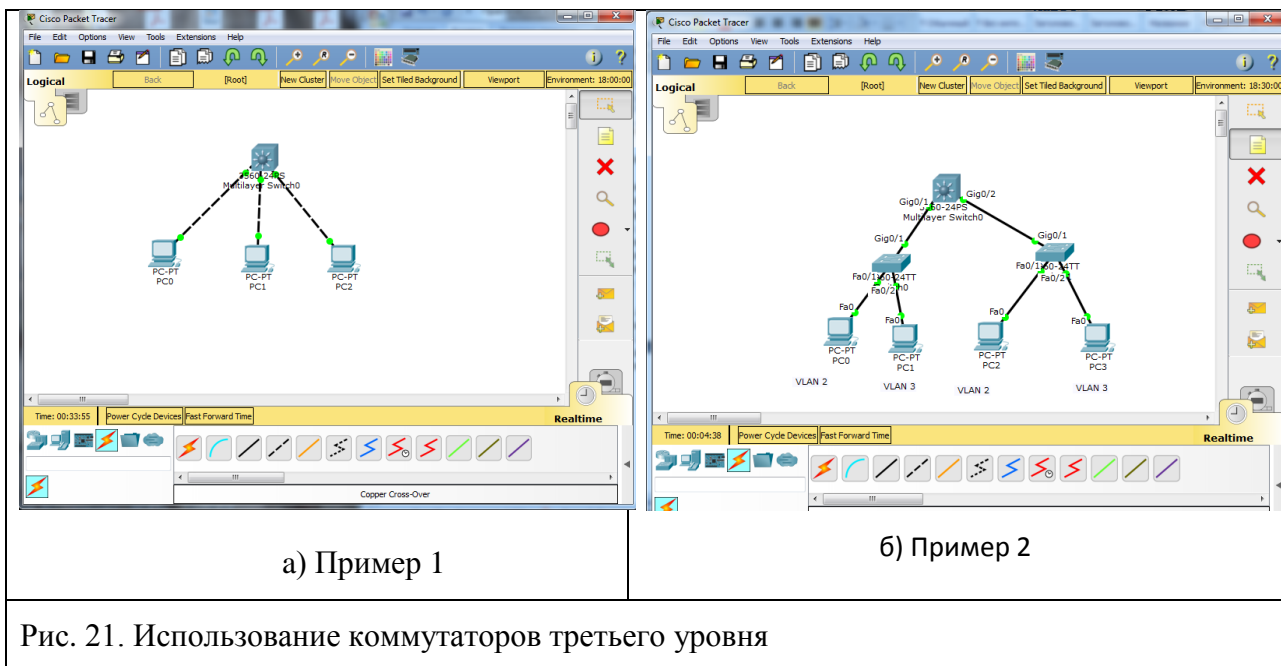 Cisco Packet Tracer
File Edit Options View Tools Extensions Help
Logical Back [Root] New Cluster Move Object Set Tiled Background Viewport Environment: 18:00:00
3560-24PS
Multilayer Switch0
PC-PT
PC0
PC-PT
PC1
PC-PT
PC2
Time: 00:33:55 Power Cycle Devices Fast Forward Time Realtime
Copper Cross-Over
а) Пример 1
Cisco Packet Tracer
File Edit Options View Tools Extensions Help
Logical Back [Root] New Cluster Move Object Set Tiled Background Viewport Environment: 18:30:00
Gig0/1 Gig0/2
Multilayer Switch0
Gig0/1
Gig0/1
Fa0/1
Fa0/2
Fa0/1
Fa0/2
Fa0
Fa0
Fa0
Fa0
PC-PT
PC0
PC-PT
PC1
PC-PT
PC2
PC-PT
PC3
VLAN 2
VLAN 3
VLAN 2
VLAN 3
Time: 00:04:38 Power Cycle Devices Fast Forward Time Realtime
б) Пример 2
Рис. 21. Использование коммутаторов третьего уровня